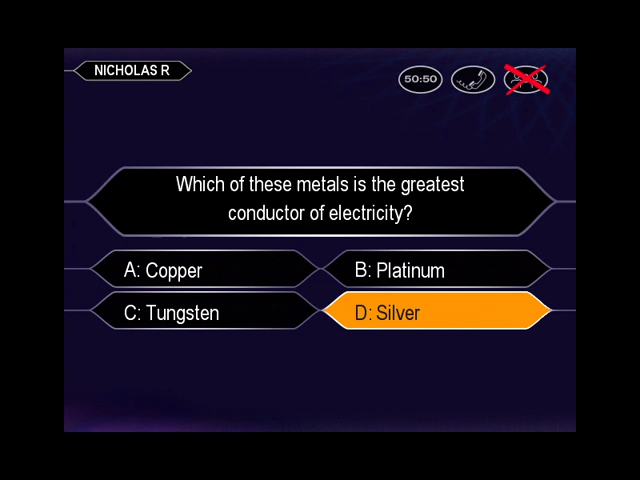 NICHOLAS R
50:50
Which of these metals is the greatest
conductor of electricity?
A: Copper
B: Platinum
C: Tungsten
D: Silver